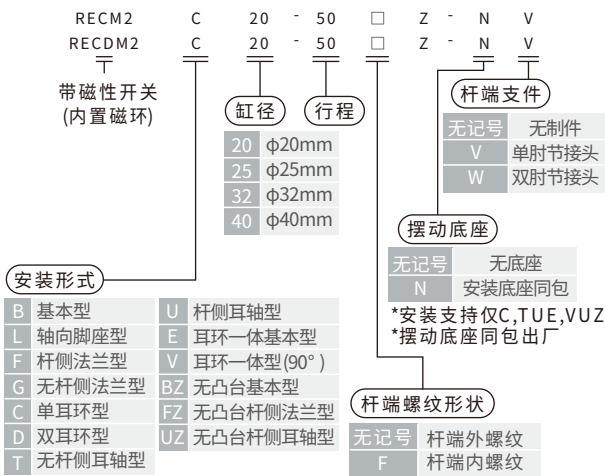 RECM2 C 20 - 50 □ Z - N V
RECDM2 C 20 - 50 □ Z - N V
带磁性开关
(内置磁环)
缸径
20 ф20mm
25 ф25mm
32 ф32mm
40 ф40mm
行程
杆端支件
无记号 无制件
V 单肘节接头
W 双肘节接头
摆动底座
无记号 无底座
N 安装底座同包
*安装支持仅C,TUE,VUZ
*摆动底座同包出厂
安装形式
B 基本型
L 轴向脚座型
F 杆侧法兰型
G 无杆侧法兰型
C 单耳环型
D 双耳环型
T 无杆侧耳轴型
U 杆侧耳轴型
E 耳环一体基本型
V 耳环一体型(90°)
BZ 无凸台基本型
FZ 无凸台杆侧法兰型
UZ 无凸台杆侧耳轴型
杆端螺纹形状
无记号 杆端外螺纹
F 杆端内螺纹